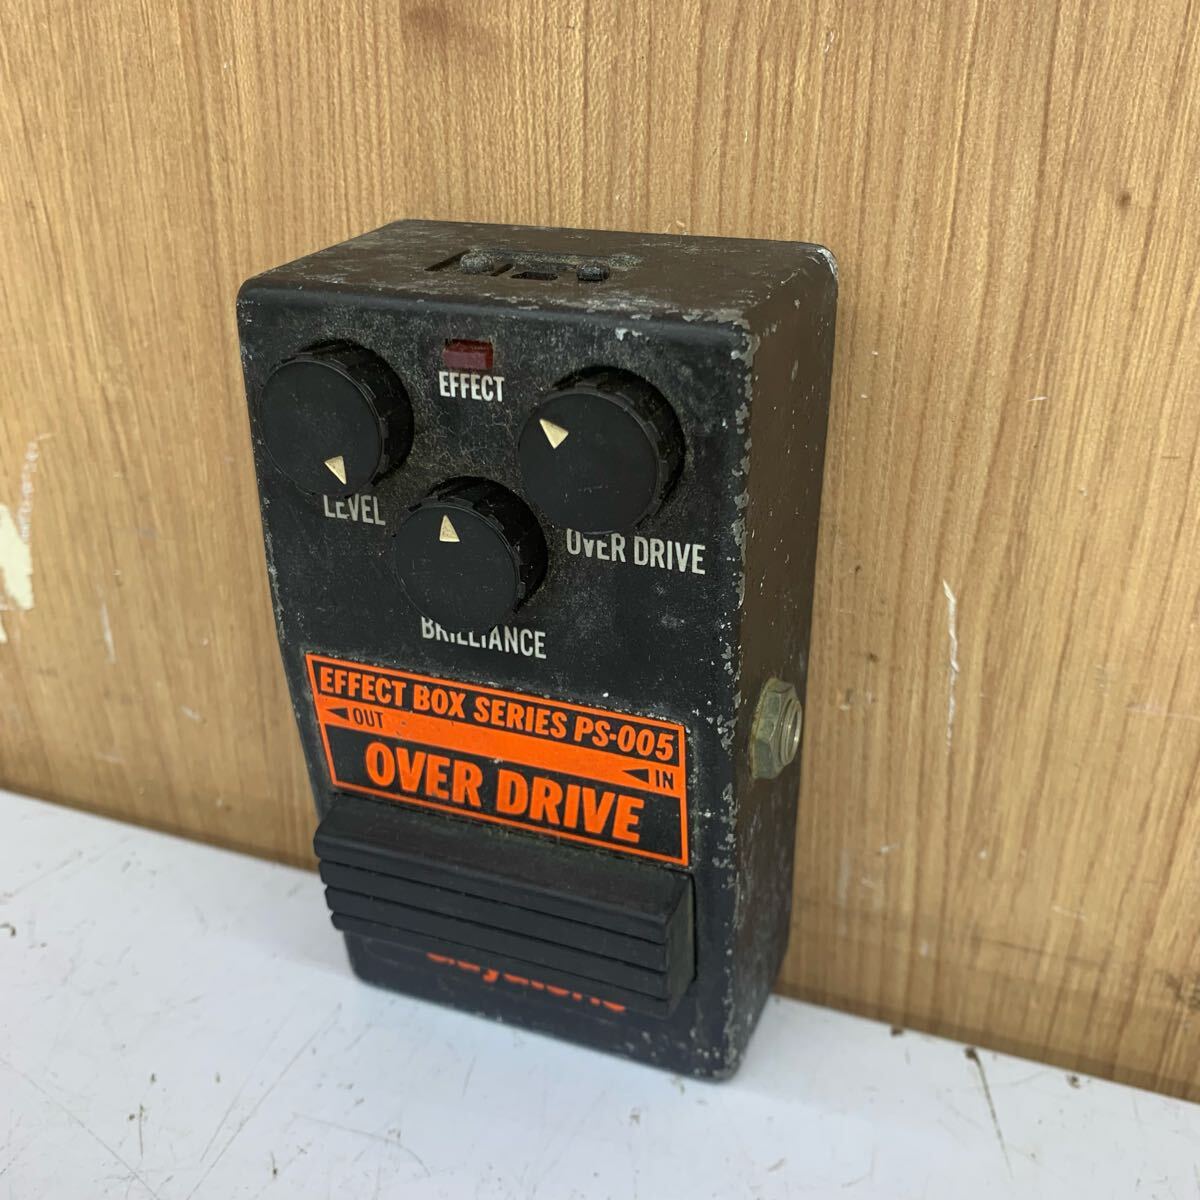 EFFECT
LEVEL
OVER DRIVE
BRILLIANCE
EFFECT BOX SERIES PS-005
OUT
IN
OVER DRIVE